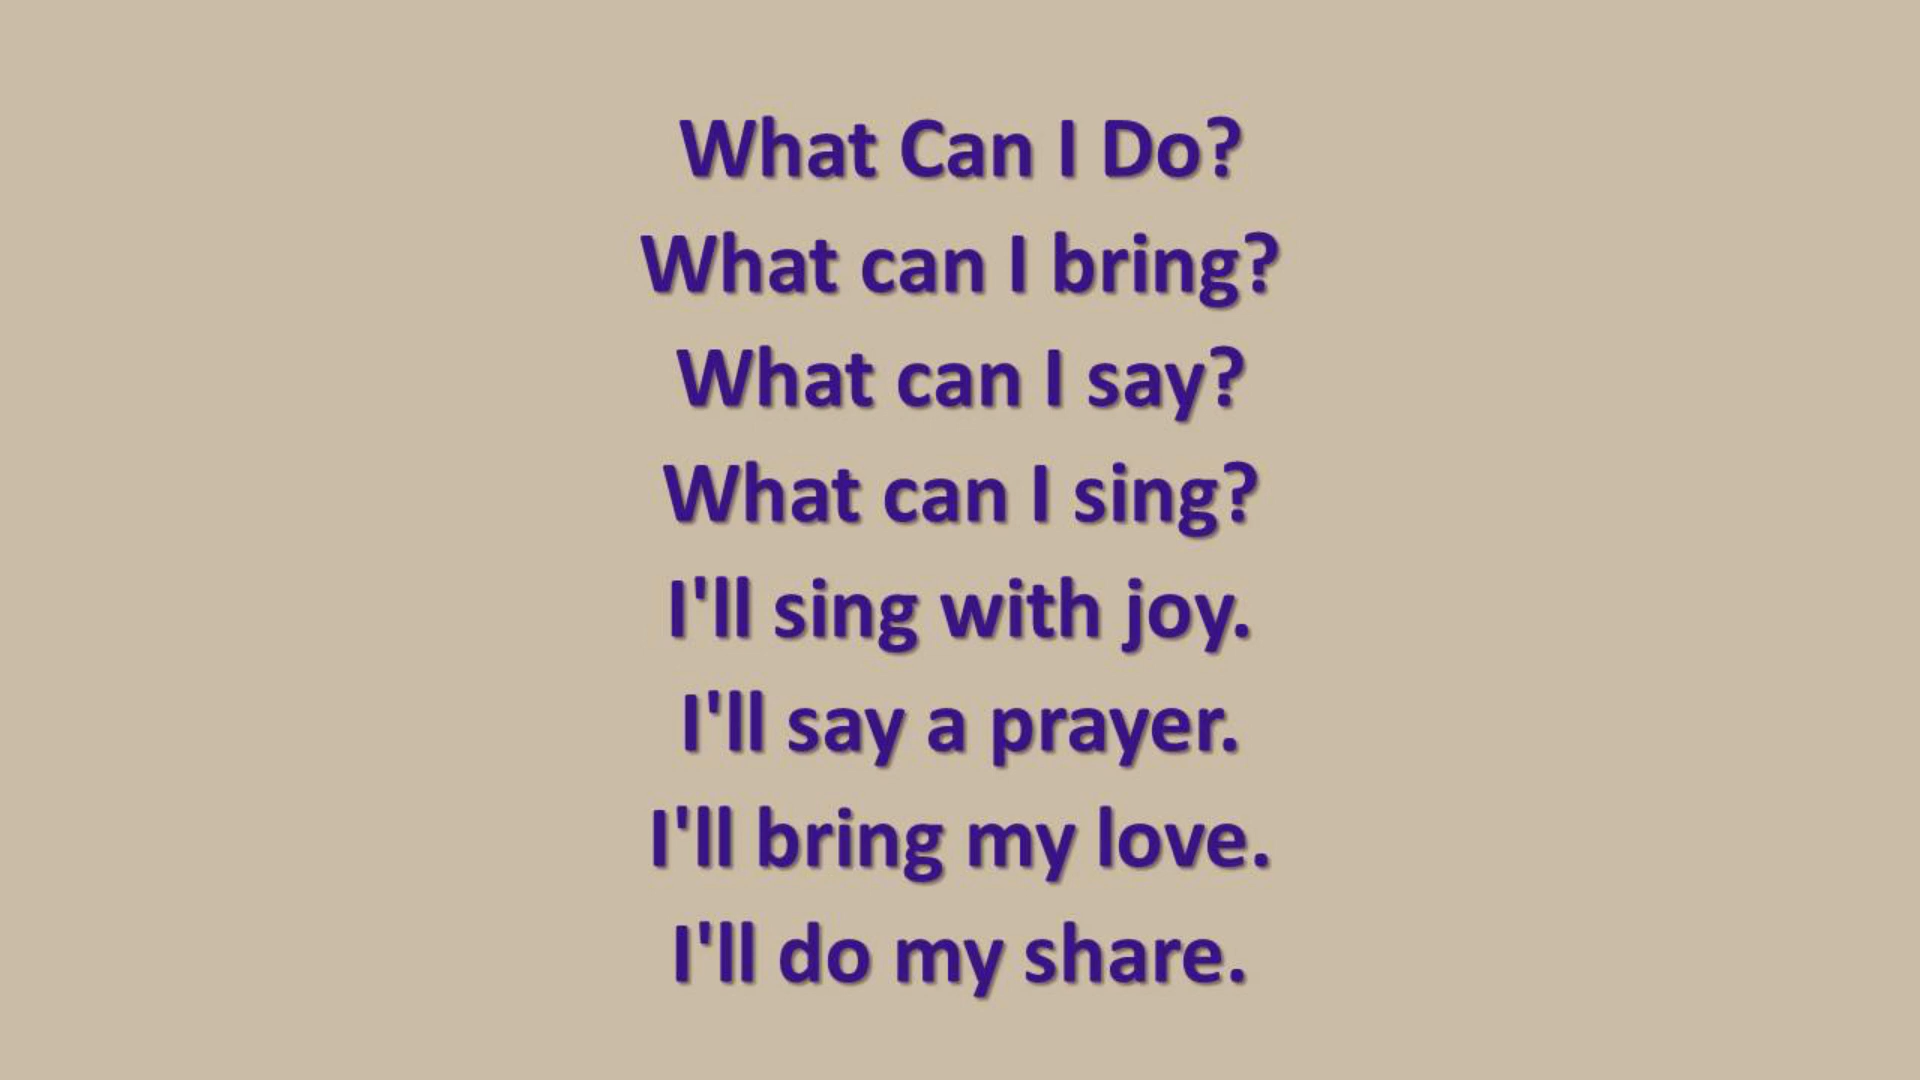 What Can I Do?
What can I bring?
What can I say?
What can I sing?
I'll sing with joy.
I'll say a prayer.
I'll bring my love.
I'll do my share.